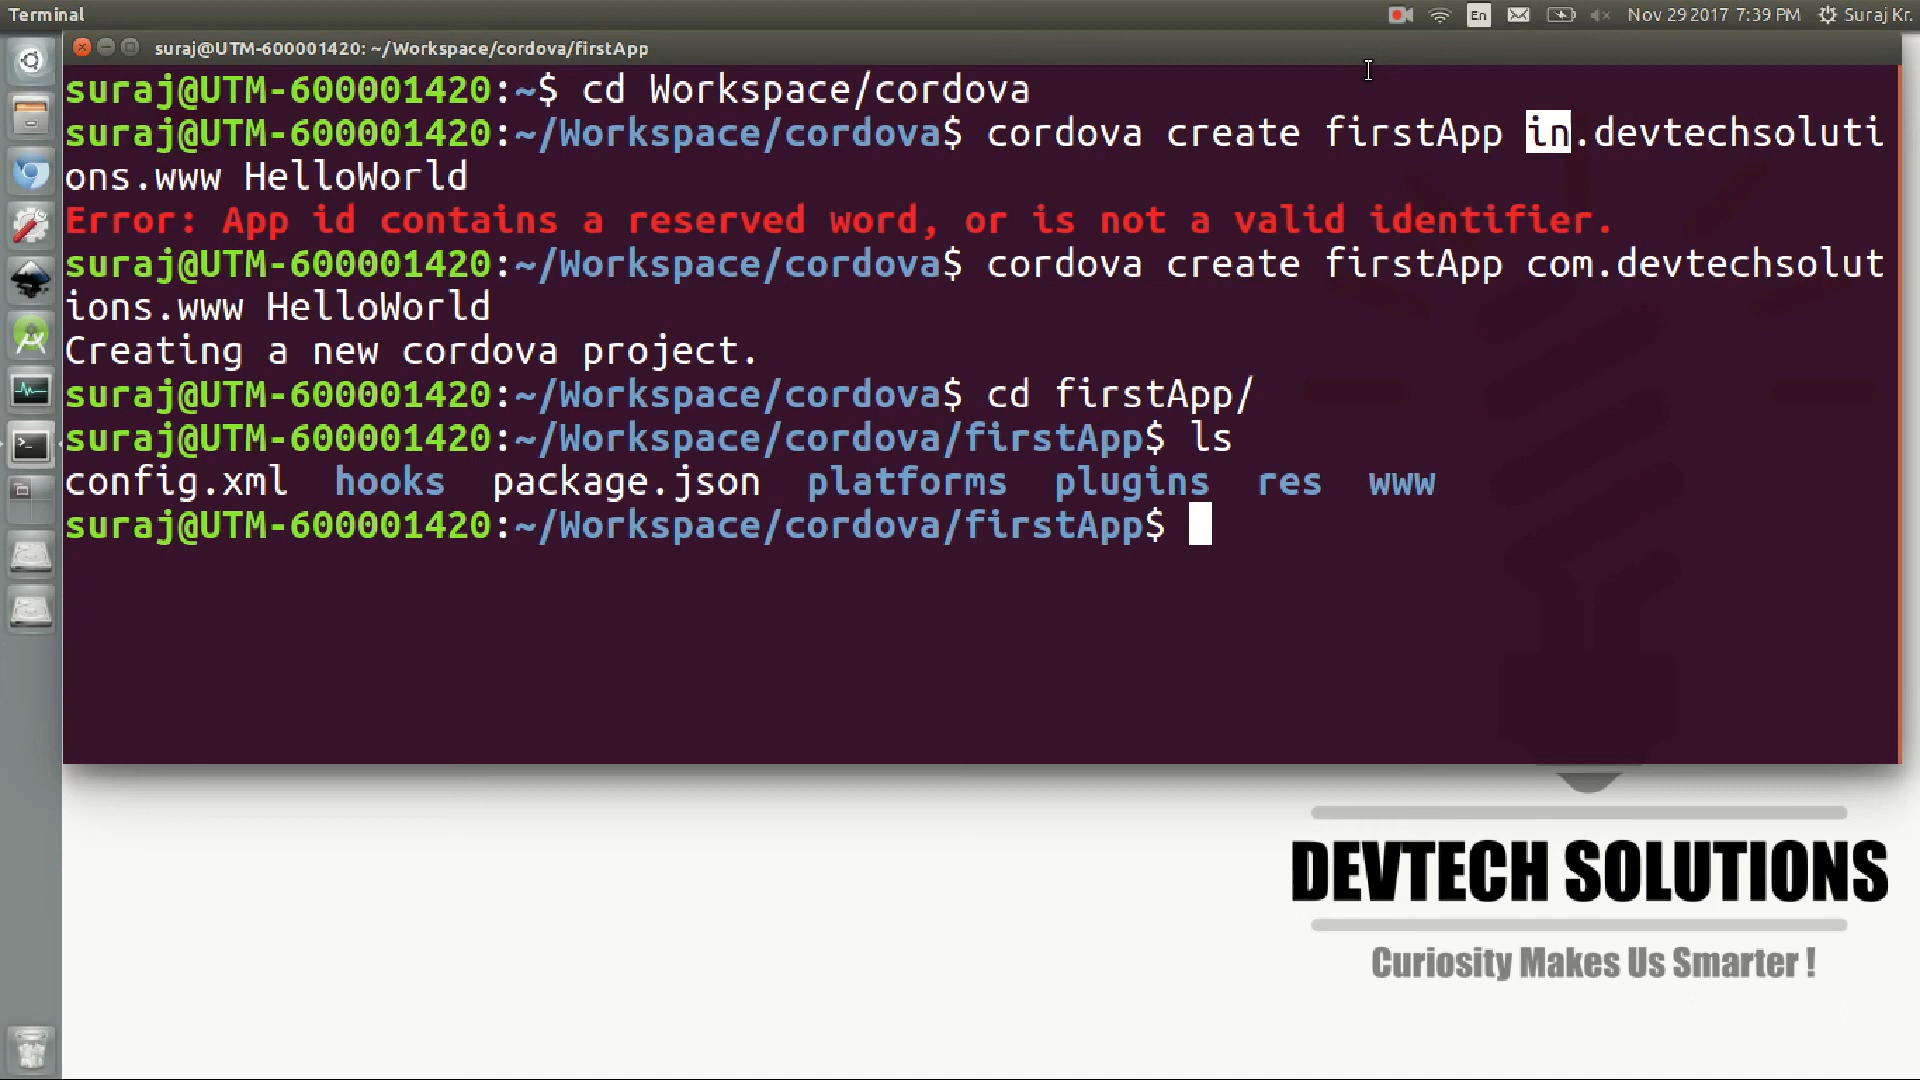 Terminal
En
Nov 29 2017 7:39 PM
Suraj Kr.
suraj@UTM-600001420: ~/Workspace/cordova/firstApp
suraj@UTM-600001420:~$ cd Workspace/cordova
suraj@UTM-600001420:~/Workspace/cordova$ cordova create firstApp in.devtechsoluti
ons.www HelloWorld
Error: App id contains a reserved word, or is not a valid identifier.
suraj@UTM-600001420:~/Workspace/cordova$ cordova create firstApp com.devtechsolut
ions.www HelloWorld
Creating a new cordova project.
suraj@UTM-600001420:~/Workspace/cordova$ cd firstApp/
suraj@UTM-600001420:~/Workspace/cordova/firstApp$ ls
config.xml hooks package.json platforms plugins res www
suraj@UTM-600001420:~/Workspace/cordova/firstApp$
DEVTECH SOLUTIONS
Curiosity Makes Us Smarter !